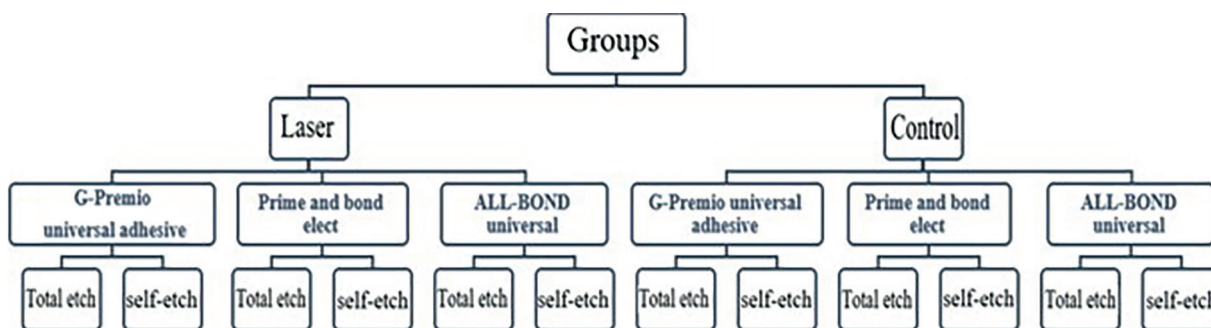 Groups
Laser
Control
G-Premio
universal adhesive
Prime and bond
elect
ALL-BOND
universal
G-Premio universal
adhesive
Prime and bond
elect
ALL-BOND
universal
Total etch
self-etch
Total etch
self-etch
Total etch
self-etch
Total etch
self-etch
Total etch
self-etch
Total etch
self-etch